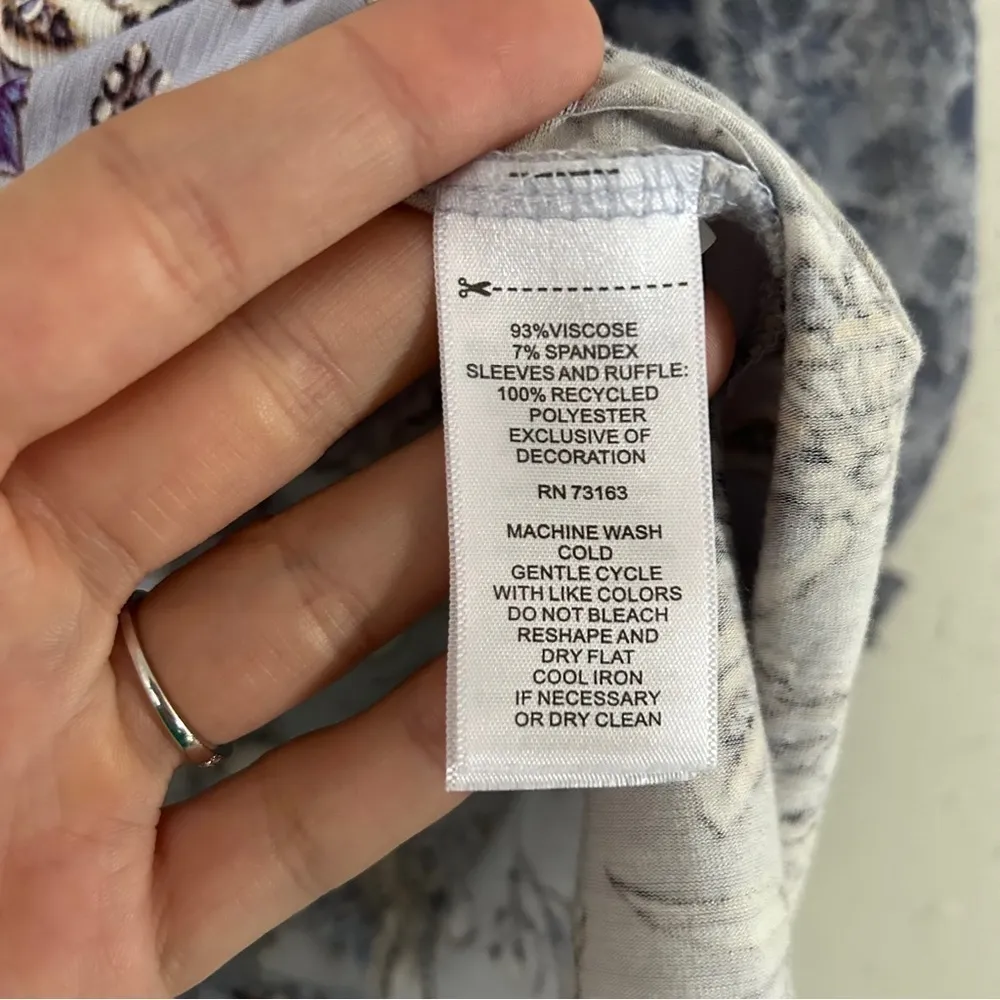 93%VISCOSE
7% SPANDEX
SLEEVES AND RUFFLE:
100% RECYCLED
POLYESTER
EXCLUSIVE OF
DECORATION
RN 73163
MACHINE WASH
COLD
GENTLE CYCLE
WITH LIKE COLORS
DO NOT BLEACH
RESHAPE AND
DRY FLAT
COOL IRON
IF NECESSARY
OR DRY CLEAN